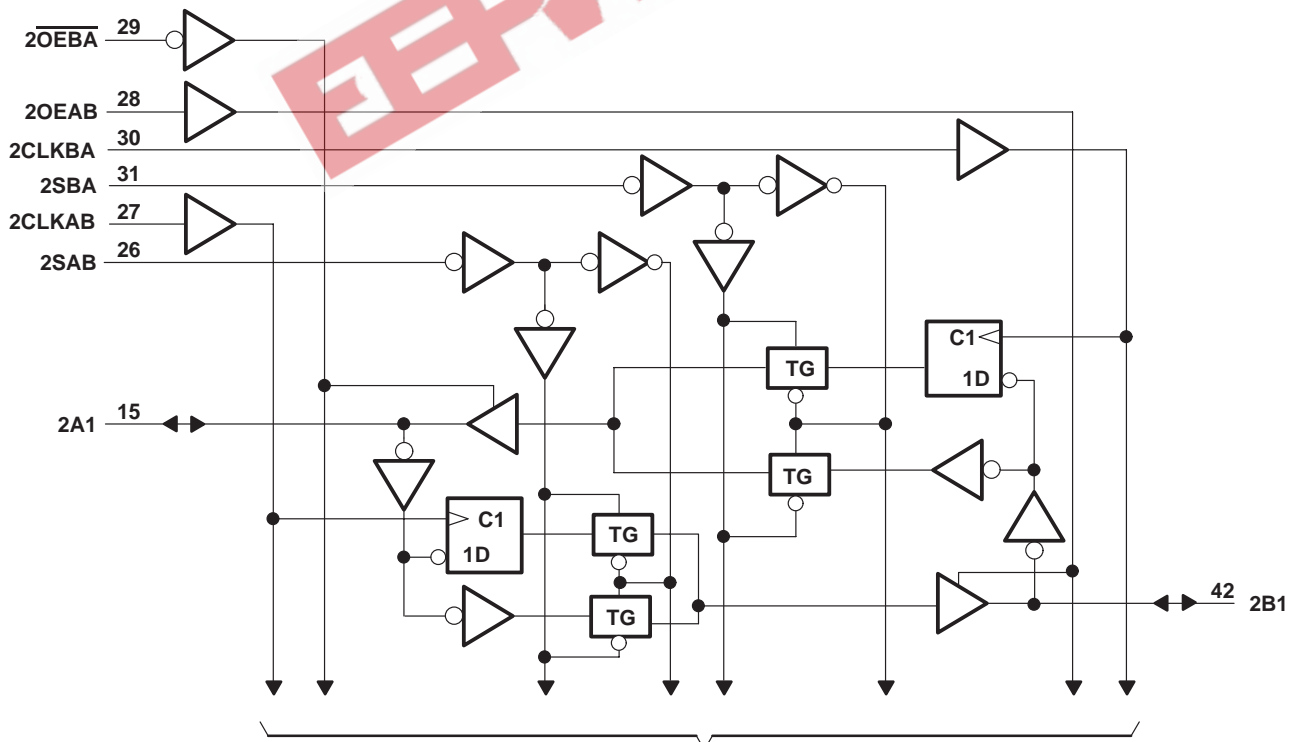 2OEBA 29
2OEAB 28
2CLKBA 30
2SBA 31
2CLKAB 27
2SAB 26
C1
1D
TG
2A1 15
TG
C1
1D
TG
TG
42 2B1